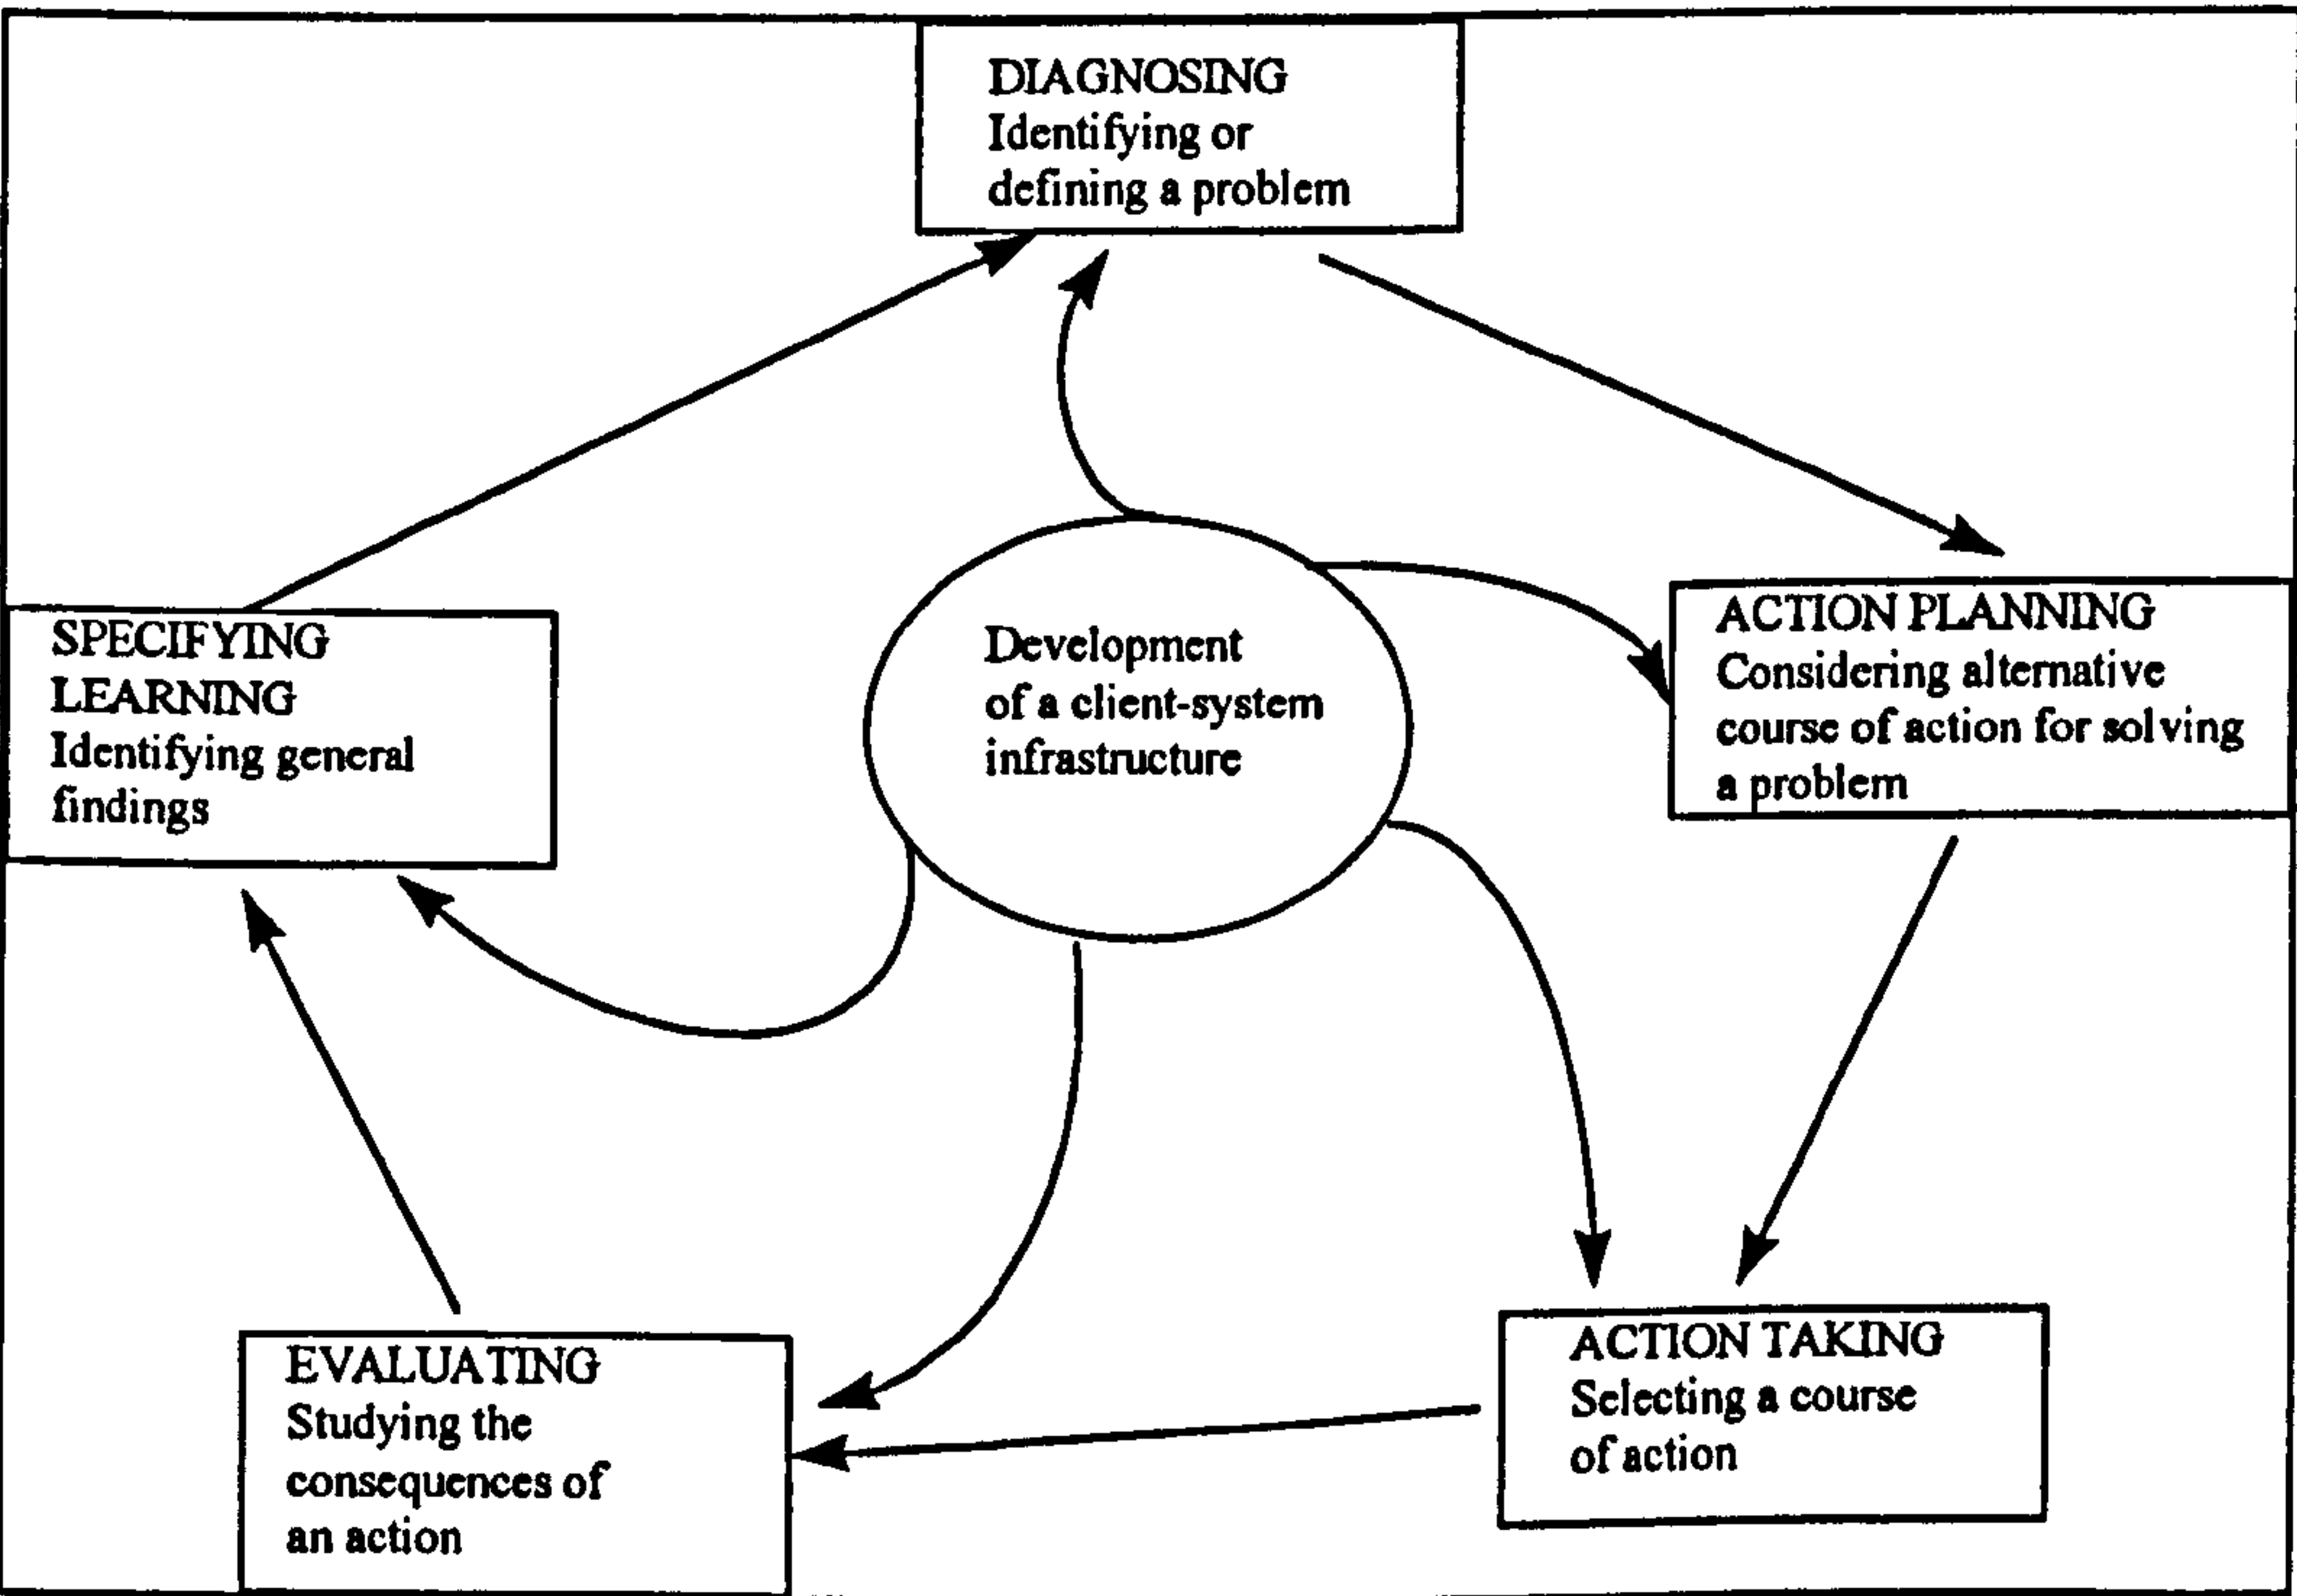 DIAGNOSING
Identifying or
defining a problem
SPECIFYING
LEARNING
Identifying general
findings
Development
of a client-system
infrastructure
ACTION PLANNING
Considering alternative
course of action for solving
a problem
EVALUATING
Studying the
consequences of
an action
ACTION TAKING
Selecting a course
of action